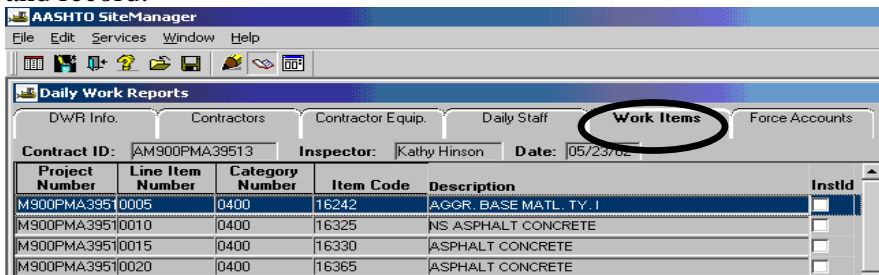 AASHTO SiteManager
File Edit Services Window Help
Daily Work Reports
DWR Info. Contractors Contractor Equip. Daily Staff Work Items Force Accounts
Contract ID: AM900PMA39513 Inspector: Kathy Hinson Date: 05/23/02
Project Number Line Item Number Category Number Item Code Description Instld
M900PMA3951 0005 0400 16242 AGGR. BASE MATL. TY. I
M900PMA3951 0010 0400 16325 NS ASPHALT CONCRETE
M900PMA3951 0015 0400 16330 ASPHALT CONCRETE
M900PMA3951 0020 0400 16365 ASPHALT CONCRETE